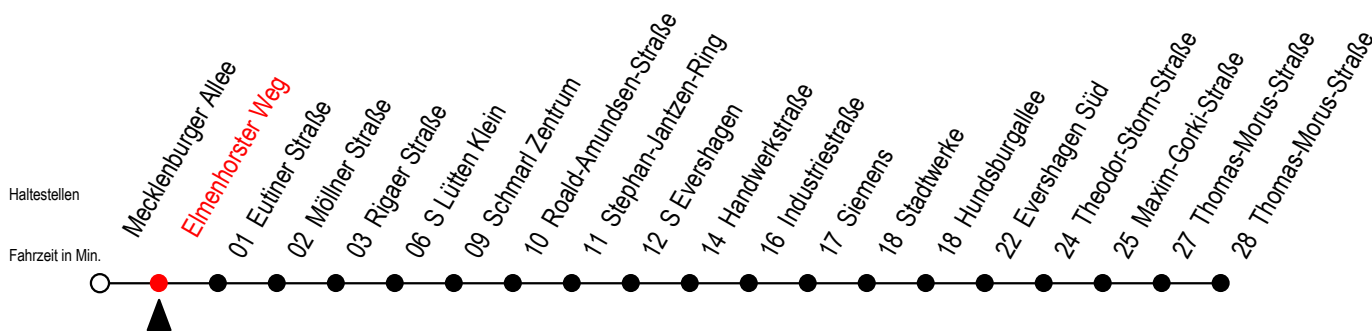 Haltestellen
Fahrzeit in Min.
Mecklenburger Allee
Elmenhorster Weg
01 Eutiner Straße
02 Möllner Straße
03 Rigaer Straße
06 S Lütten Klein
09 Schmarl Zentrum
10 Roald-Amundsen-Straße
11 Stephan-Jantzen-Ring
12 S Evershagen
14 Handwerkstraße
16 Industriestraße
17 Siemens
18 Stadtwerke
18 Hundsburgallee
22 Evershagen Süd
24 Theodor-Storm-Straße
25 Maxim-Gorki-Straße
27 Thomas-Morus-Straße
28 Thomas-Morus-Straße